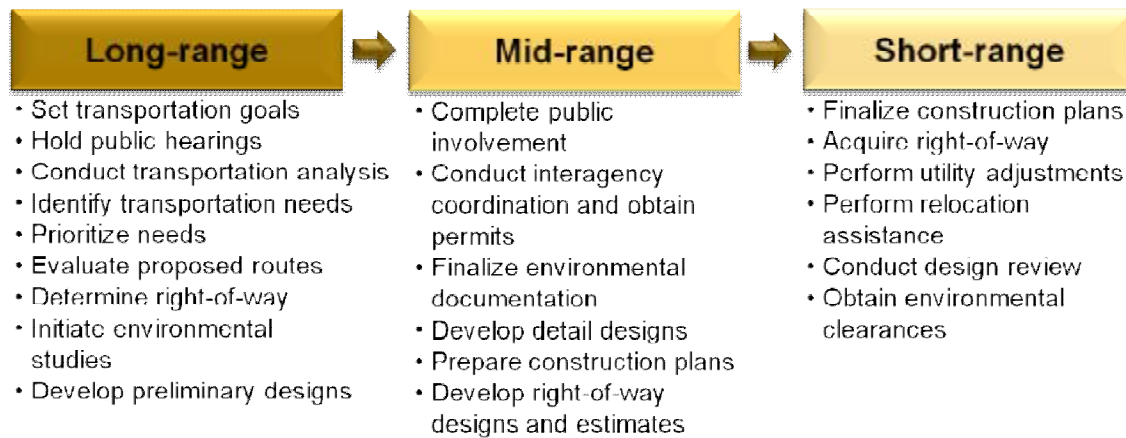 Long-range
• Set transportation goals
• Hold public hearings
• Conduct transportation analysis
• Identify transportation needs
• Prioritize needs
• Evaluate proposed routes
• Determine right-of-way
• Initiate environmental
studies
• Develop preliminary designs
Mid-range
• Complete public
involvement
• Conduct interagency
coordination and obtain
permits
• Finalize environmental
documentation
• Develop detail designs
• Prepare construction plans
• Develop right-of-way
designs and estimates
Short-range
• Finalize construction plans
• Acquire right-of-way
• Perform utility adjustments
• Perform relocation
assistance
• Conduct design review
• Obtain environmental
clearances